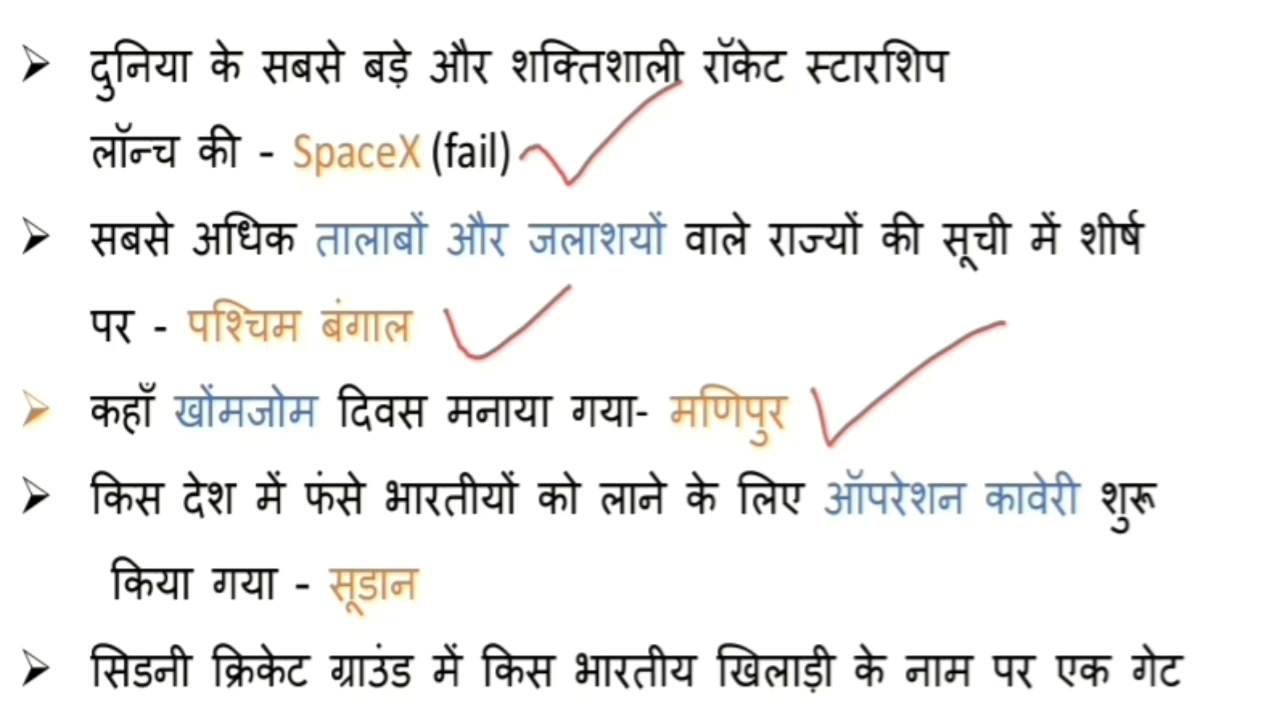 ➢ दुनिया के सबसे बड़े और शक्तिशाली रॉकेट स्टारशिप
लॉन्च की - SpaceX (fail)
➢ सबसे अधिक तालाबों और जलाशयों वाले राज्यों की सूची में शीर्ष
पर - पश्चिम बंगाल
➢ कहाँ खोंमजोम दिवस मनाया गया- मणिपुर
➢ किस देश में फंसे भारतीयों को लाने के लिए ऑपरेशन कावेरी शुरू
किया गया - सूडान
➢ सिडनी क्रिकेट ग्राउंड में किस भारतीय खिलाड़ी के नाम पर एक गेट